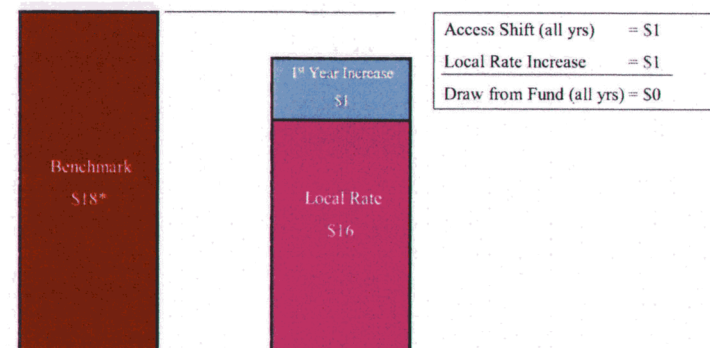 Access Shift (all yrs) = $1
Local Rate Increase = $1
Draw from Fund (all yrs) = $0
1st Year Increase
$1
Benchmark
$18*
Local Rate
$16